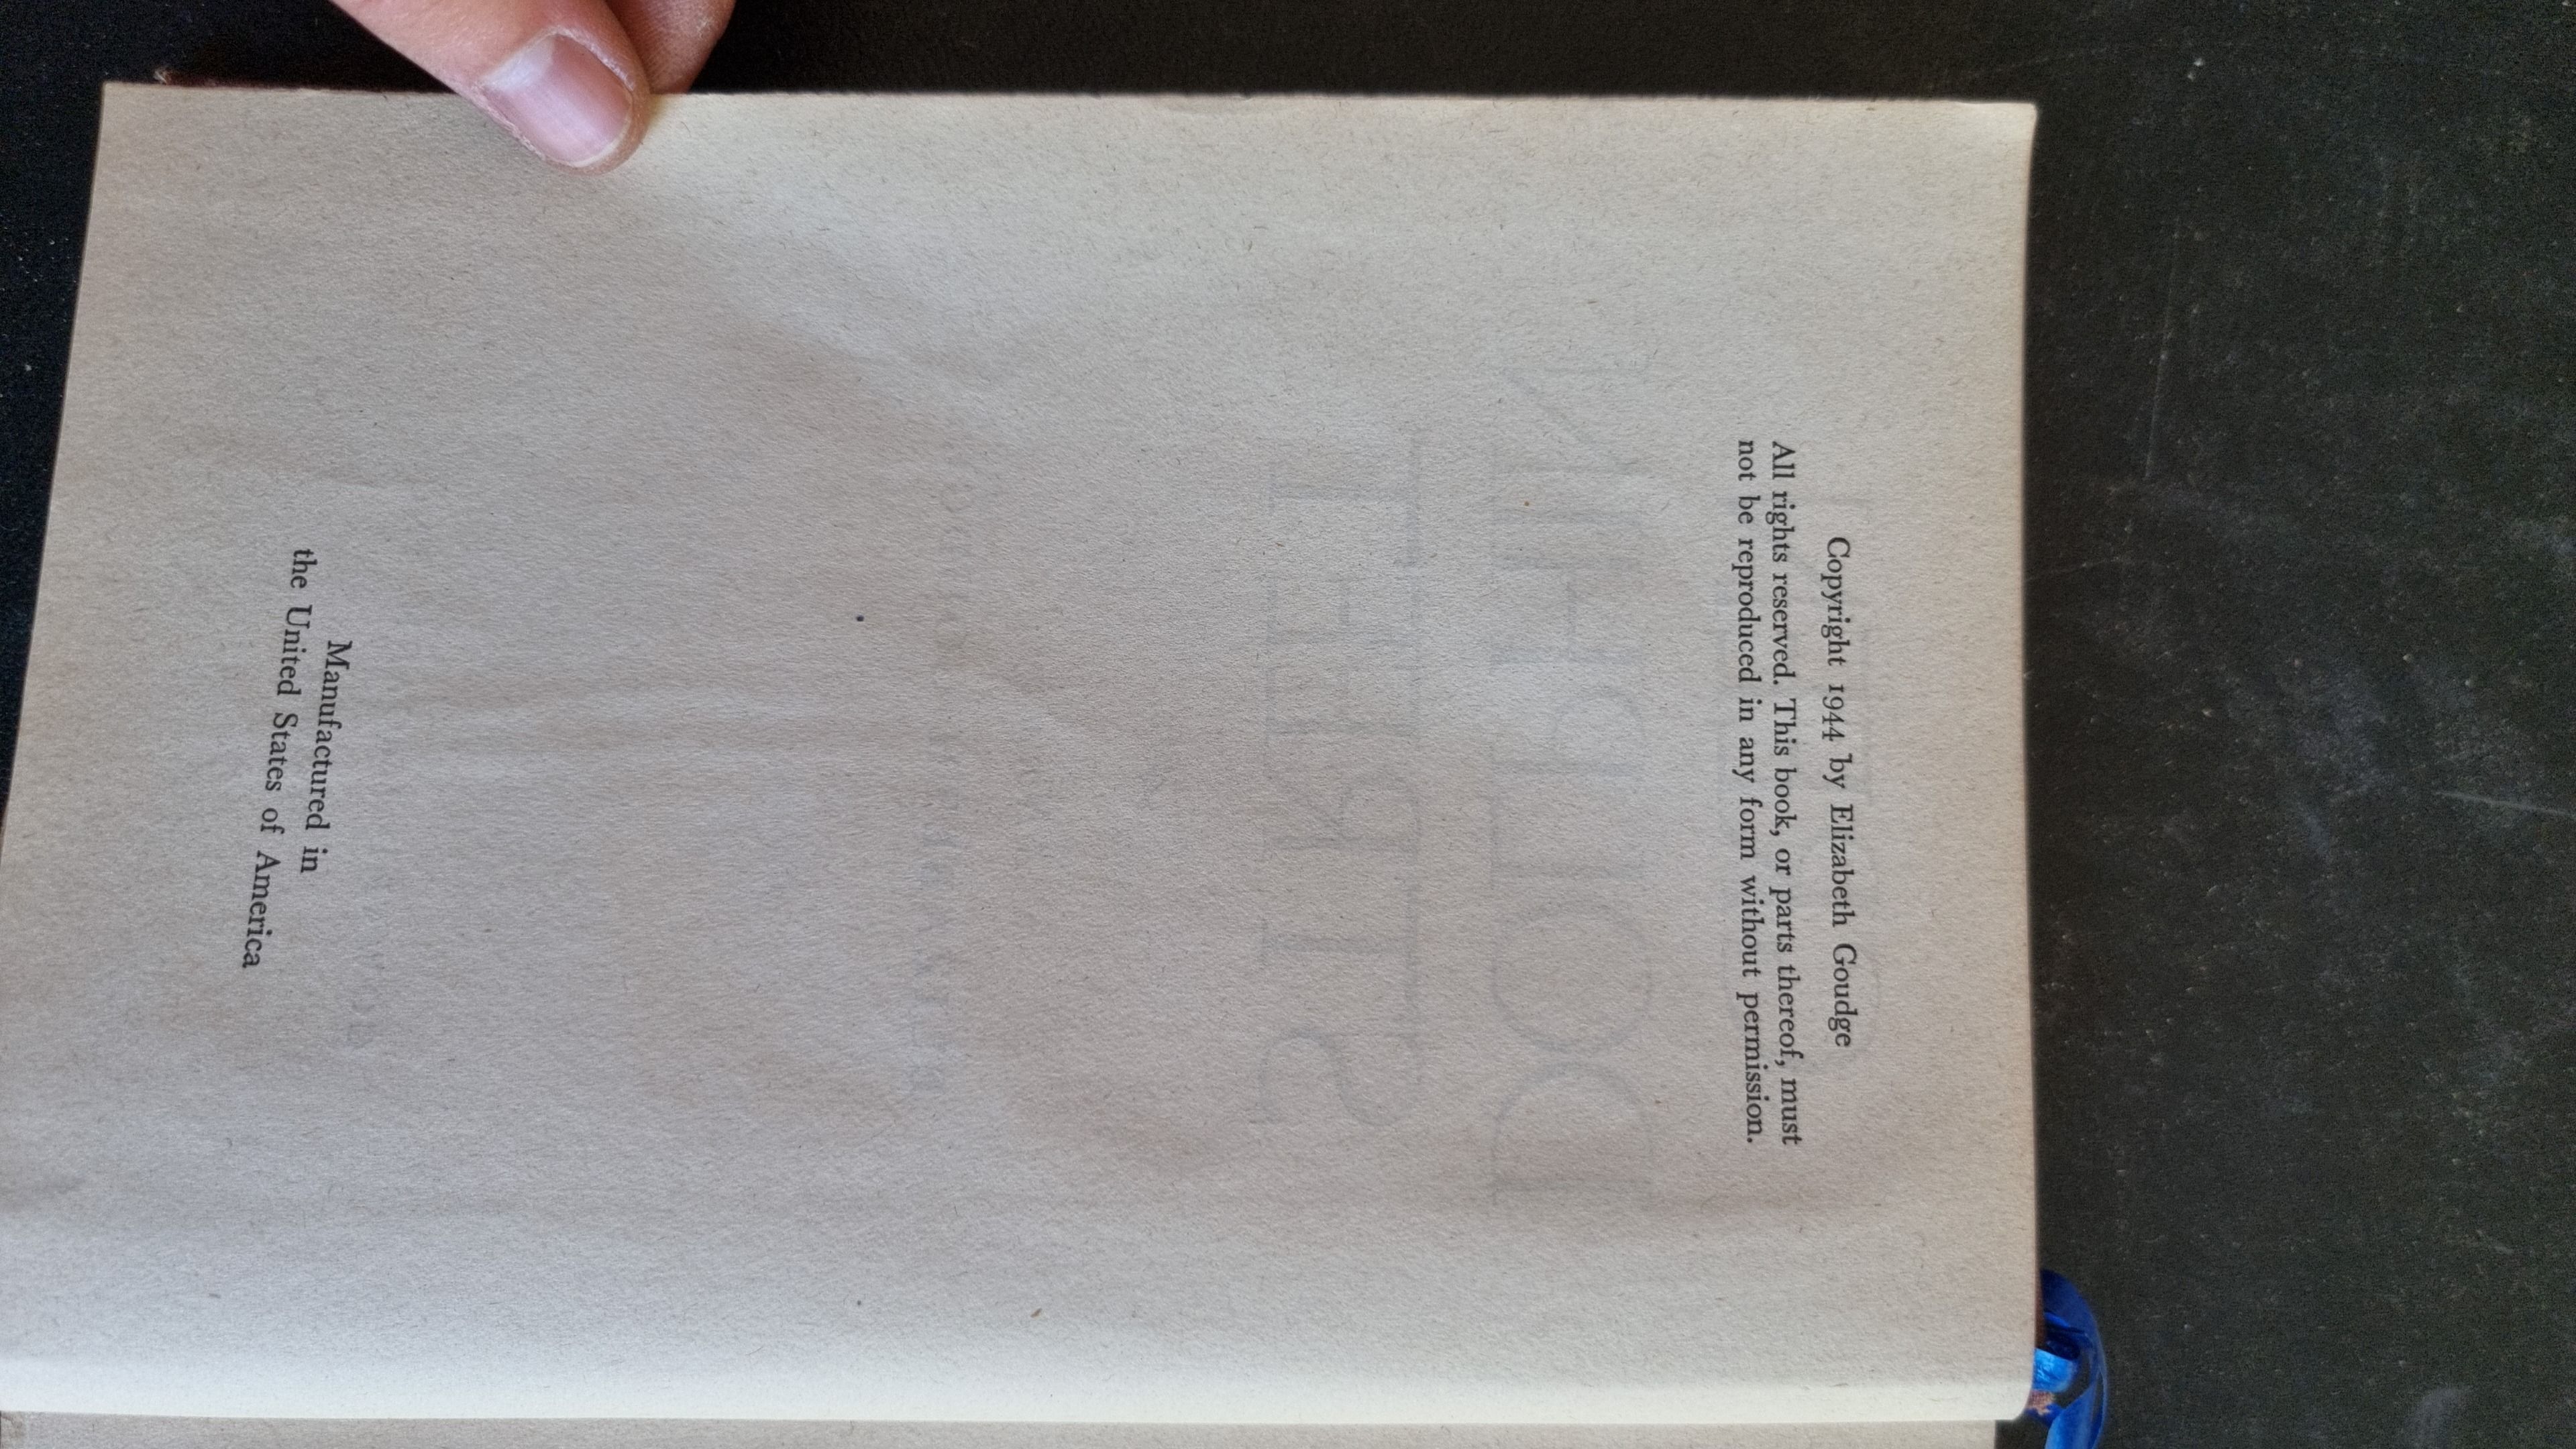 Copyright 1944 by Elizabeth Goudge
All rights reserved. This book, or parts thereof, must
not be reproduced in any form without permission.
Manufactured in
the United States of America